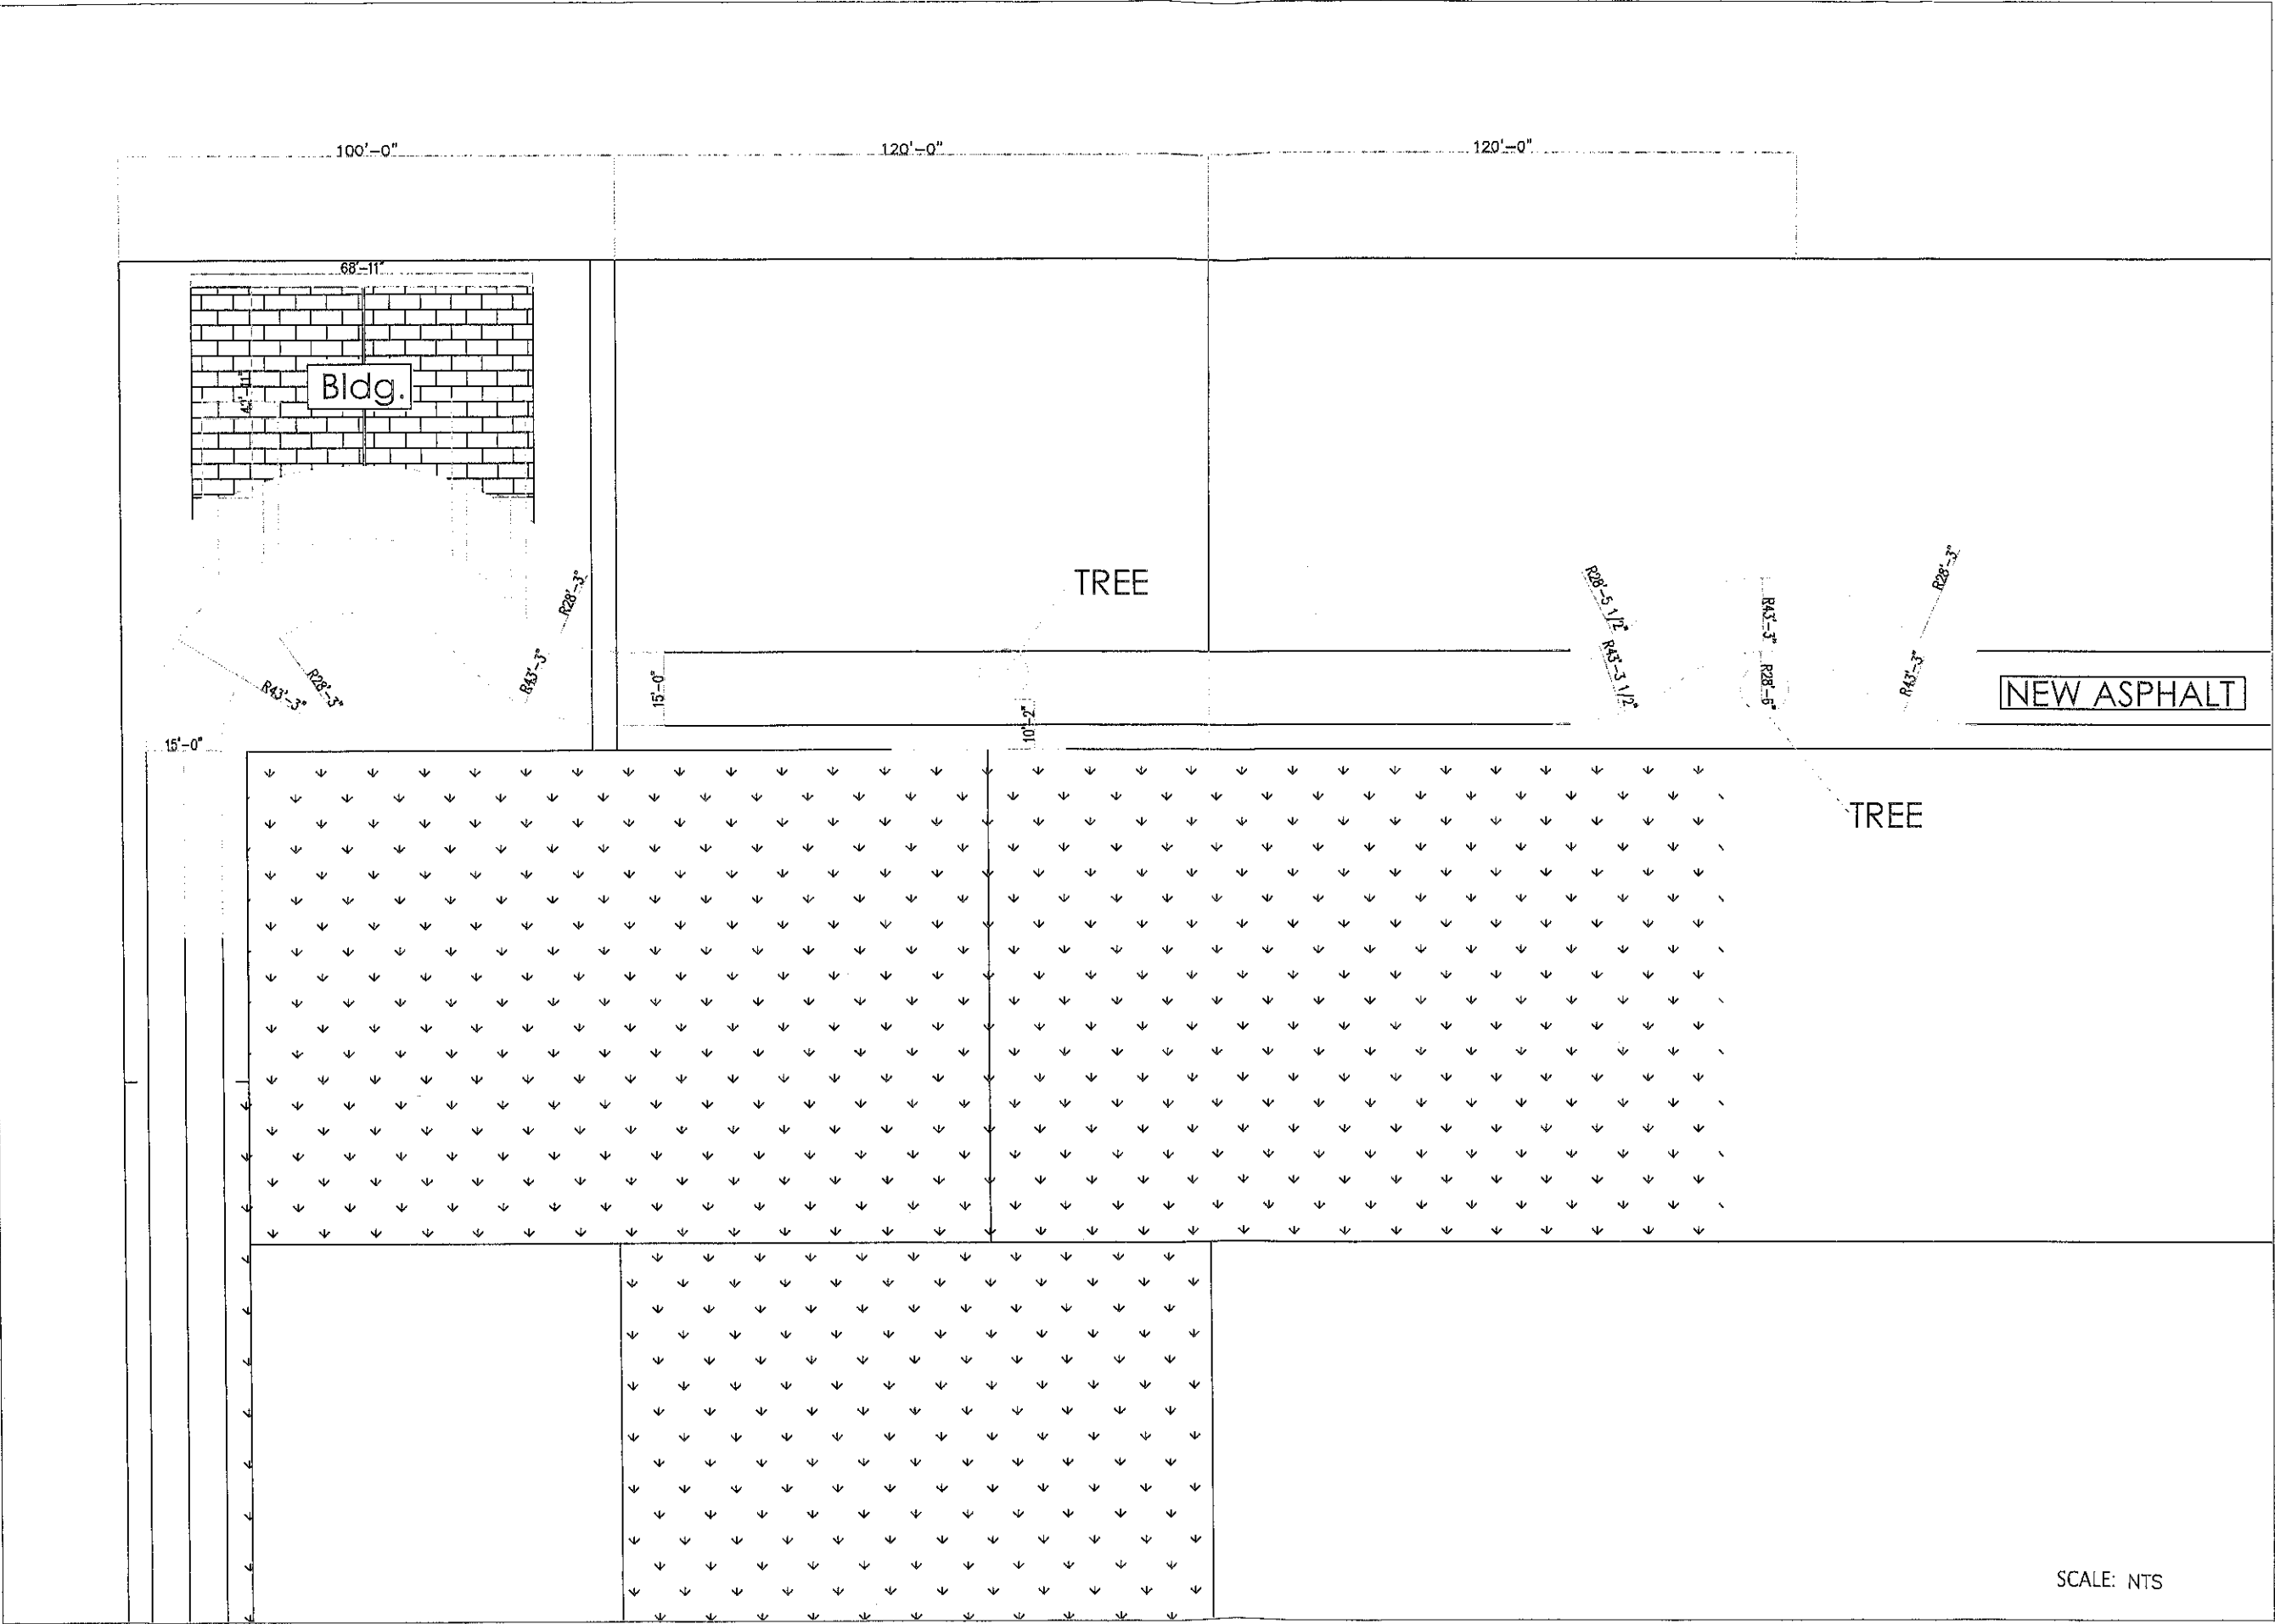 100'-0"
120'-0"
120'-0"
68'-11"
Bldg.
TREE
R28'-3"
R43'-3"
R43'-3"
R28'-3"
R28'-5 1/2"
R43'-3 1/2"
R43'-3"
R28'-6"
R28'-3"
R43'-3"
15'-0"
10'-2"
NEW ASPHALT
15'-0"
TREE
SCALE: NTS